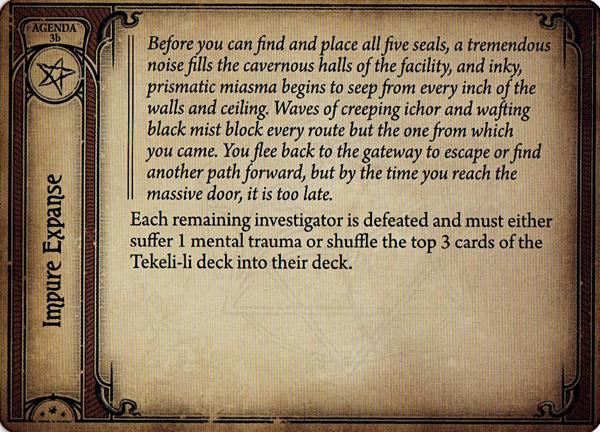 AGENDA
3b
Impure Expanse
Before you can find and place all five seals, a tremendous
noise fills the cavernous halls of the facility, and inky,
prismatic miasma begins to seep from every inch of the
walls and ceiling. Waves of creeping ichor and wafting
black mist block every route but the one from which
you came. You flee back to the gateway to escape or find
another path forward, but by the time you reach the
massive door, it is too late.
Each remaining investigator is defeated and must either
suffer 1 mental trauma or shuffle the top 3 cards of the
Tekeli-li deck into their deck.